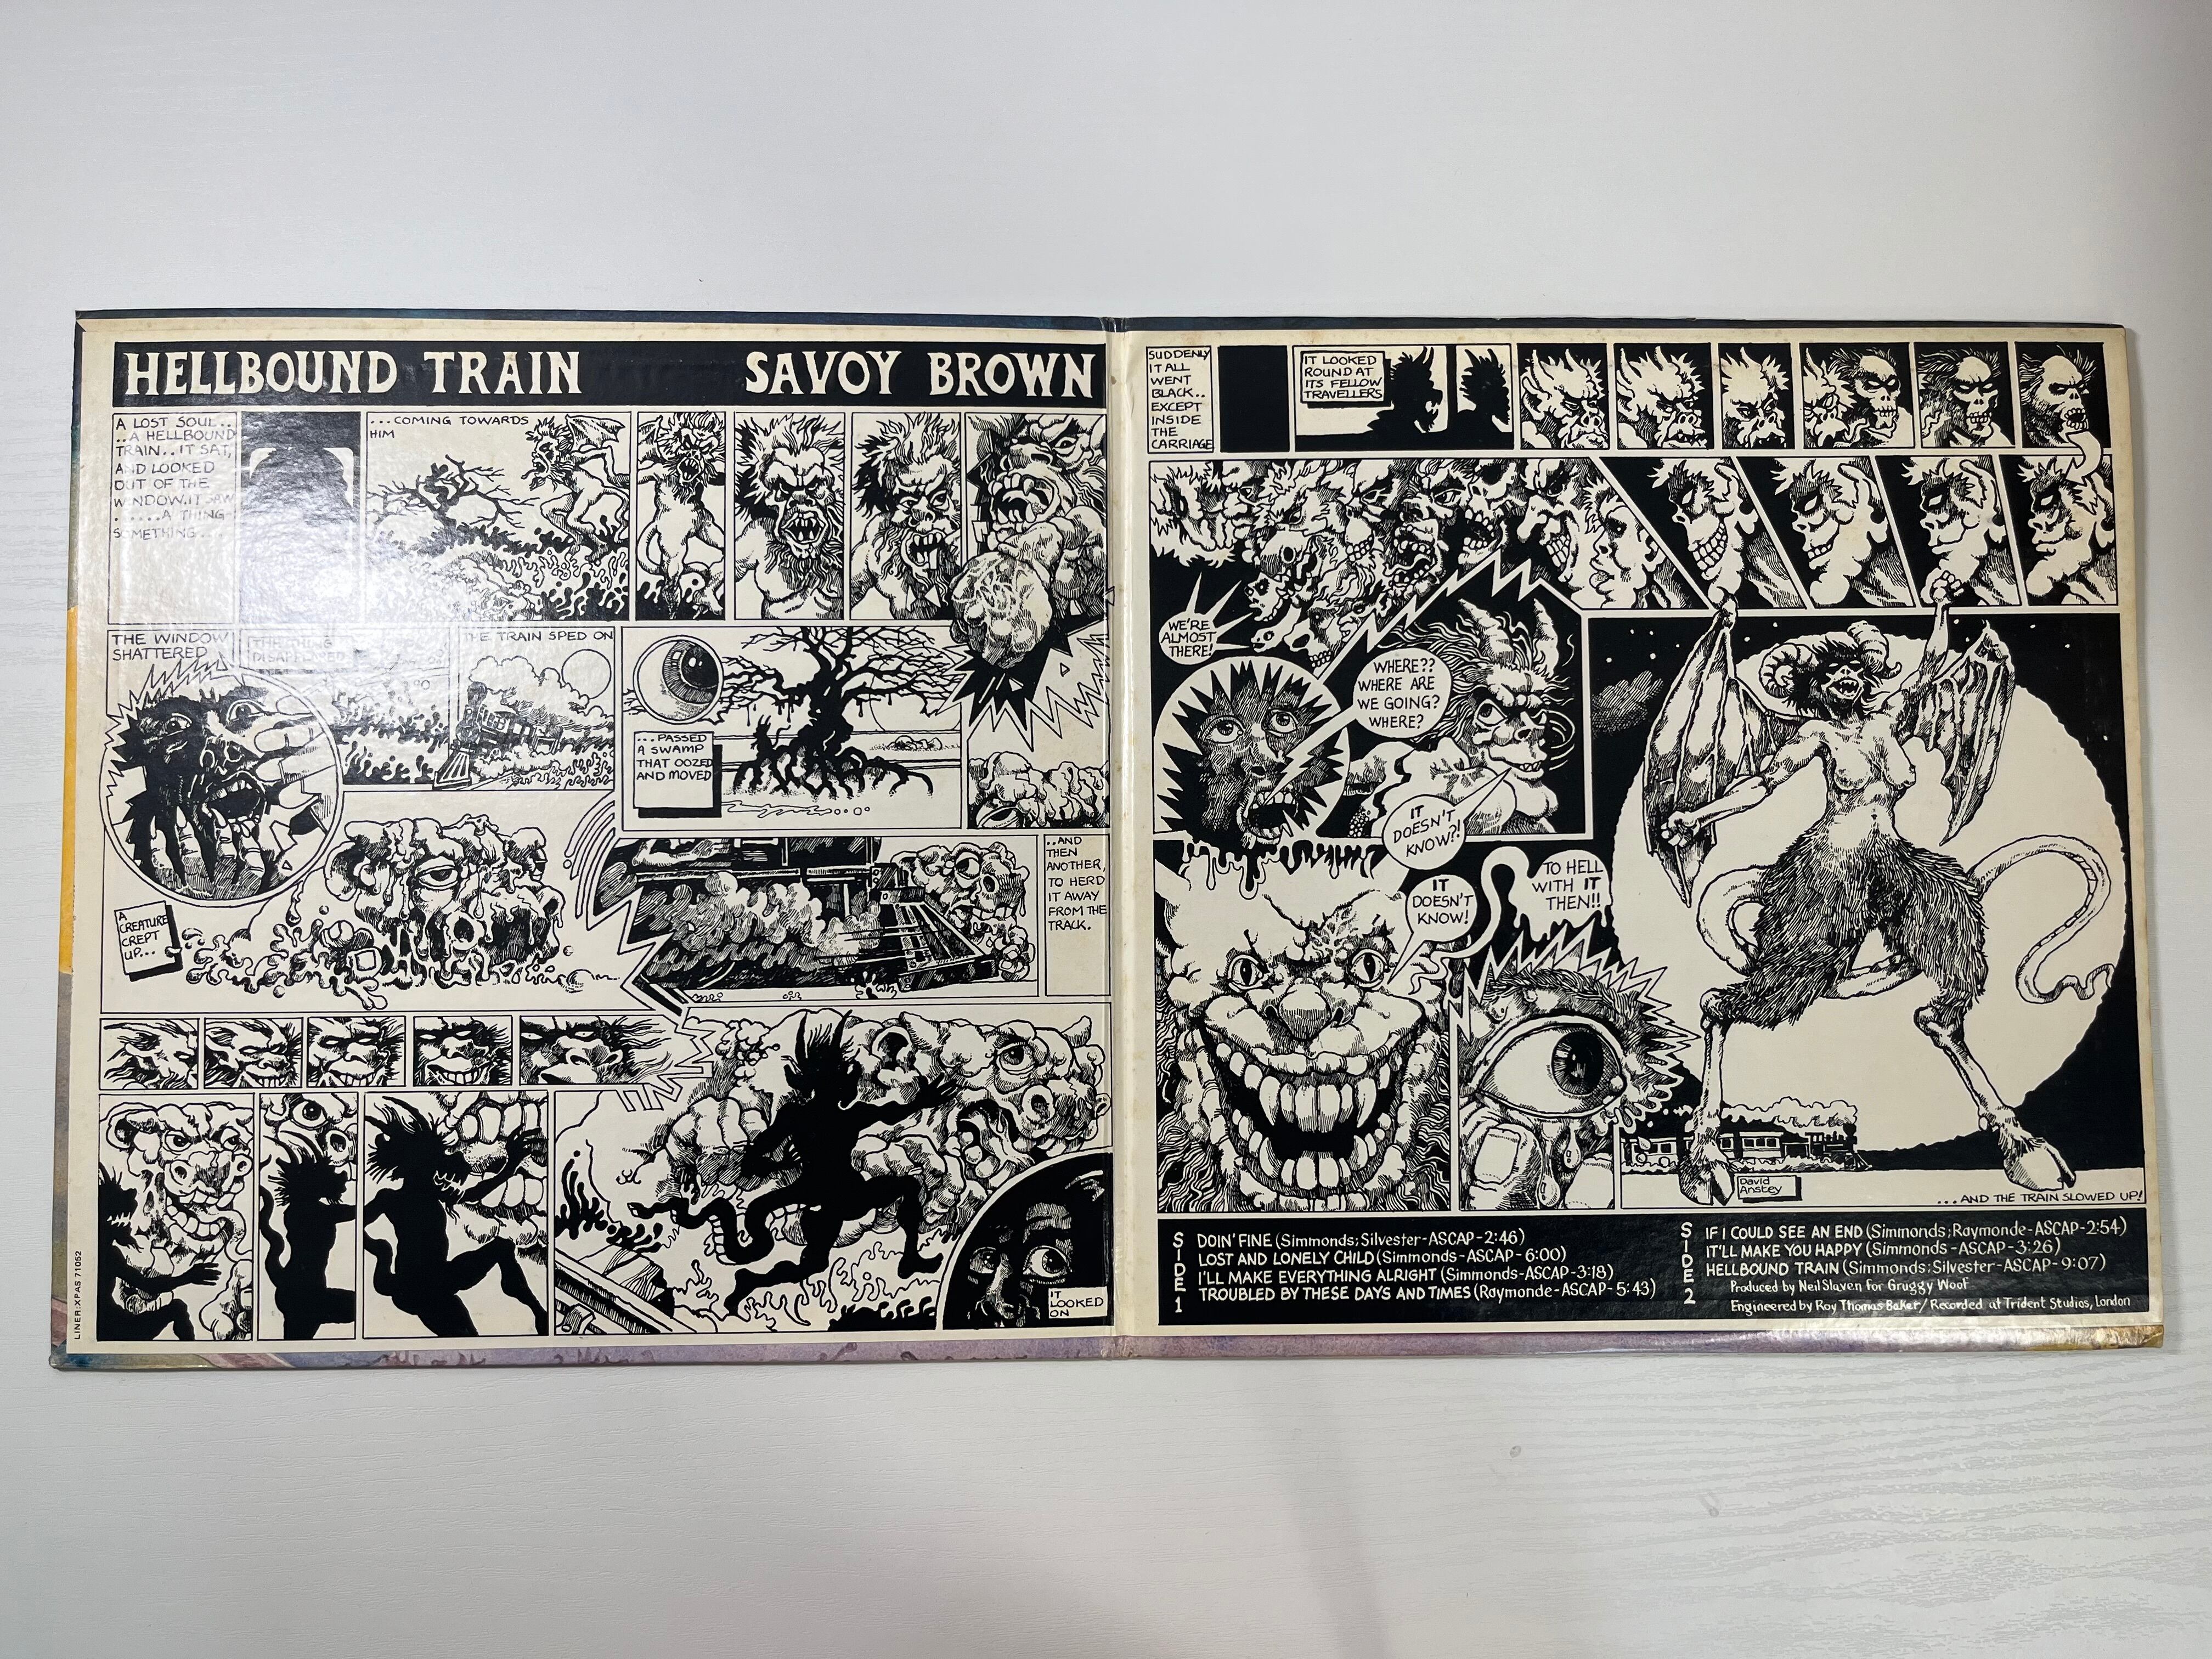 HELLBOUND TRAIN SAVOY BROWN
A LOST SOUL..
..A HELLBOUND
TRAIN..IT SAT,
AND LOOKED
OUT OF THE
WINDOW.IT SAW
......A THING
SOMETHING....
...COMING TOWARDS
HIM
THE WINDOW
SHATTERED
THE THING
DISAPPEARED
THE TRAIN SPED ON
...PASSED
A SWAMP
THAT OOZED
AND MOVED
A
CREATURE
CREPT
UP...
..AND
THEN
ANOTHER,
TO HERD
IT AWAY
FROM THE
TRACK.
IT
LOOKED
ON
LINER:XPAS 71052
SUDDENLY
IT ALL
WENT
BLACK..
EXCEPT
INSIDE
THE
CARRIAGE
IT LOOKED
ROUND AT
ITS FELLOW
TRAVELLERS
WE'RE
ALMOST
THERE!
WHERE??
WHERE ARE
WE GOING?
WHERE?
IT
DOESN'T
KNOW?!
IT
DOESN'T
KNOW!
TO HELL
WITH IT
THEN!!
David
Anstey
...AND THE TRAIN SLOWED UP!
SIDE 1
DOIN' FINE (Simmonds; Silvester-ASCAP-2:46)
LOST AND LONELY CHILD (Simmonds-ASCAP-6:00)
I'LL MAKE EVERYTHING ALRIGHT (Simmonds-ASCAP-3:18)
TROUBLED BY THESE DAYS AND TIMES (Raymonde-ASCAP-5:43)
SIDE 2
IF I COULD SEE AN END (Simmonds; Raymonde-ASCAP-2:54)
IT'LL MAKE YOU HAPPY (Simmonds -ASCAP-3:26)
HELLBOUND TRAIN (Simmonds; Silvester-ASCAP-9:07)
Produced by Neil Slaven for Gruggy Woof
Engineered by Roy Thomas Baker/ Recorded at Trident Studios, London